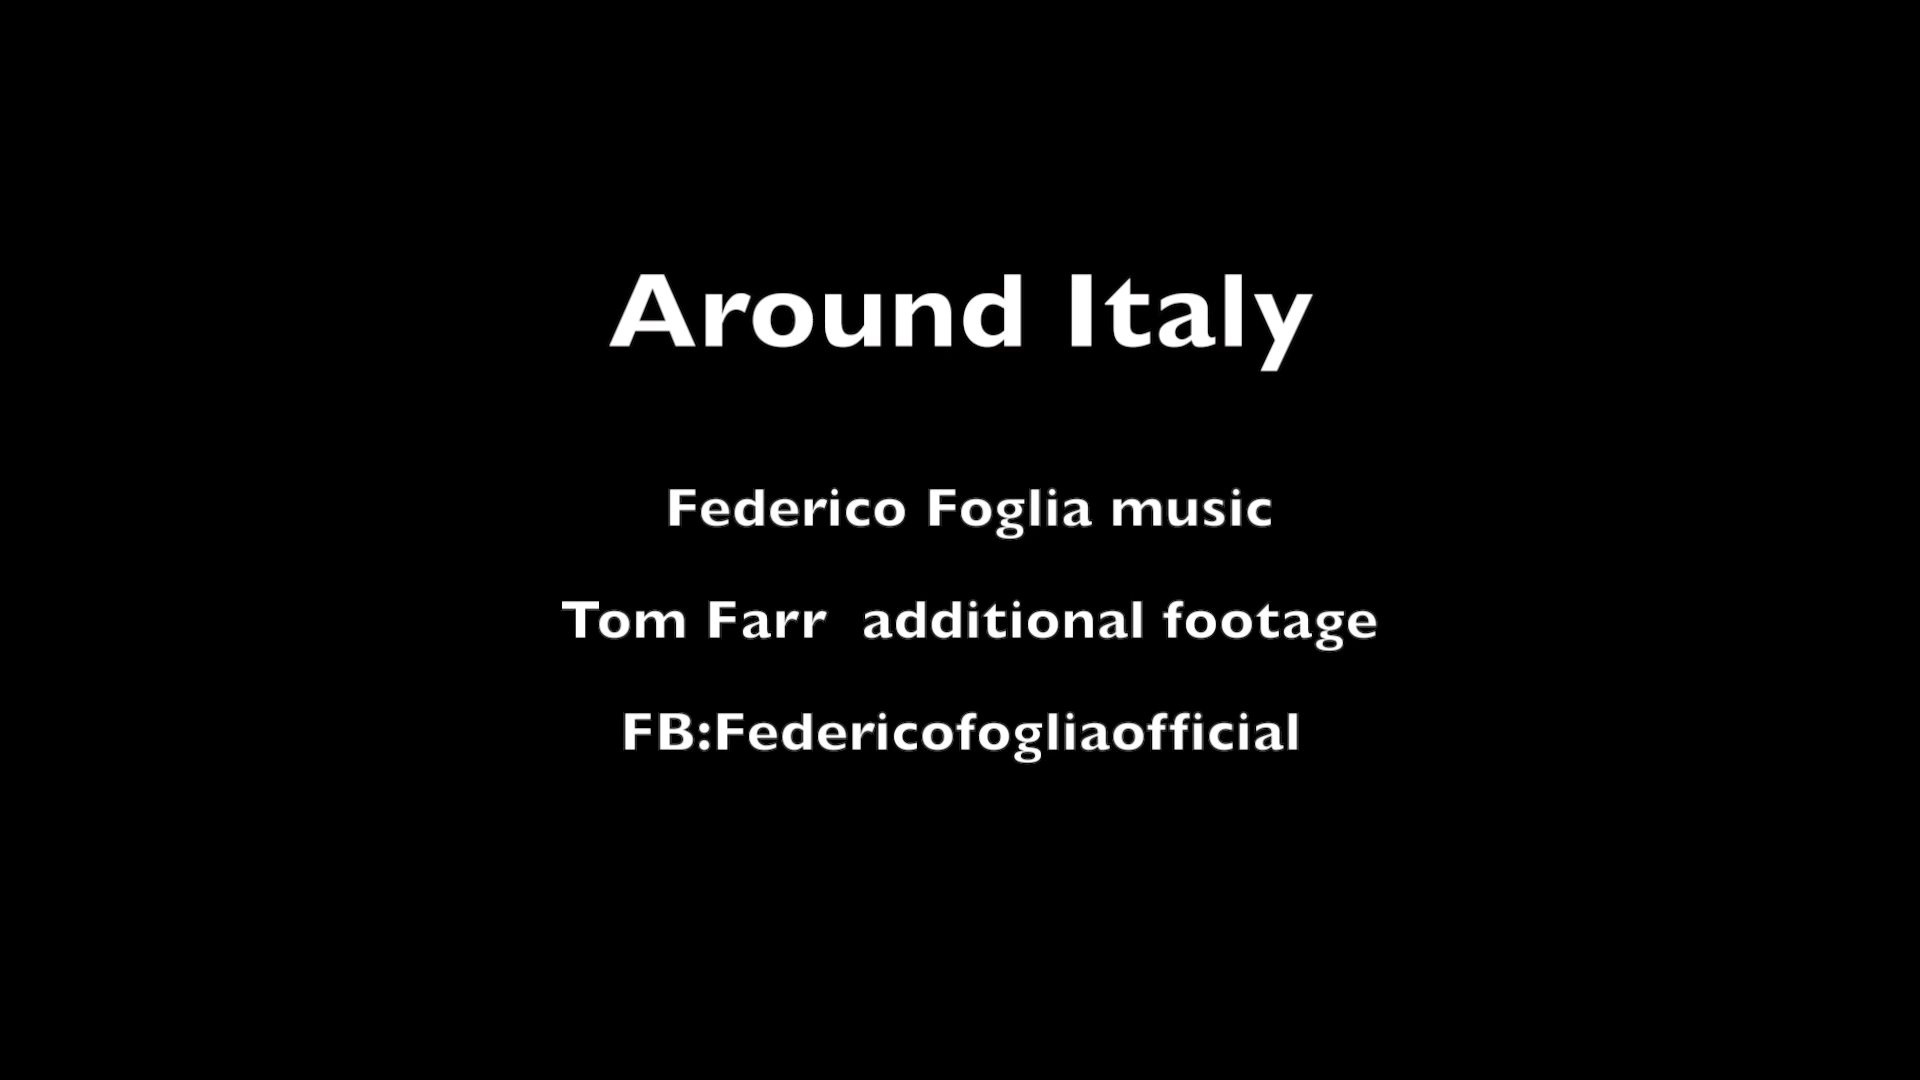 Around Italy
Federico Foglia music
Tom Farr  additional footage
FB:Federicofogliaofficial